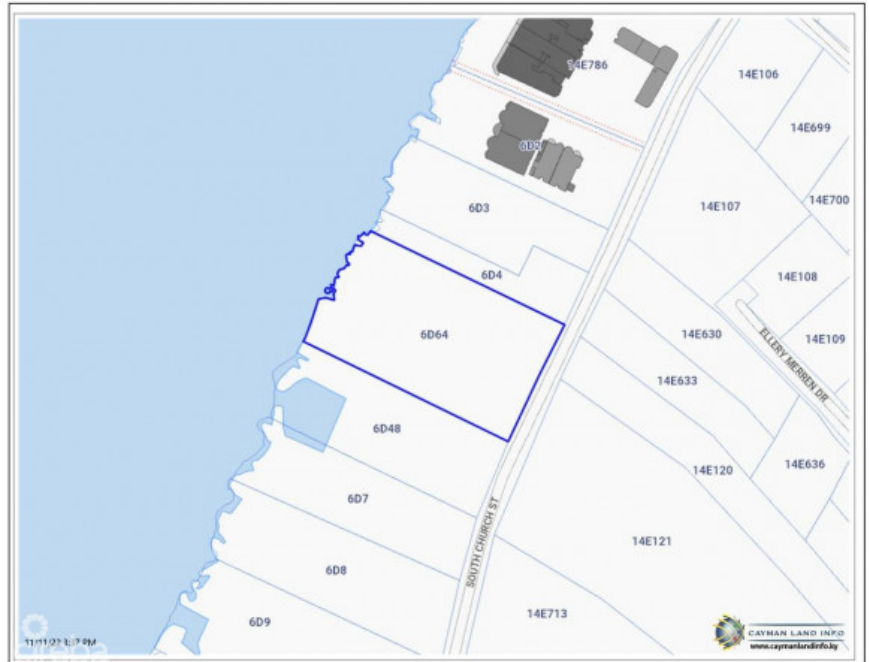 14E786
14E106
14E699
6D2
14E700
6D3
14E107
14E108
6D4
6D64
14E630
14E109
ELLERY MERREN DR
14E633
6D48
14E120
14E636
6D7
SOUTH CHURCH ST
14E121
6D8
14E713
6D9
CAYMAN LAND INFO
www.caymanlandinfo.ky